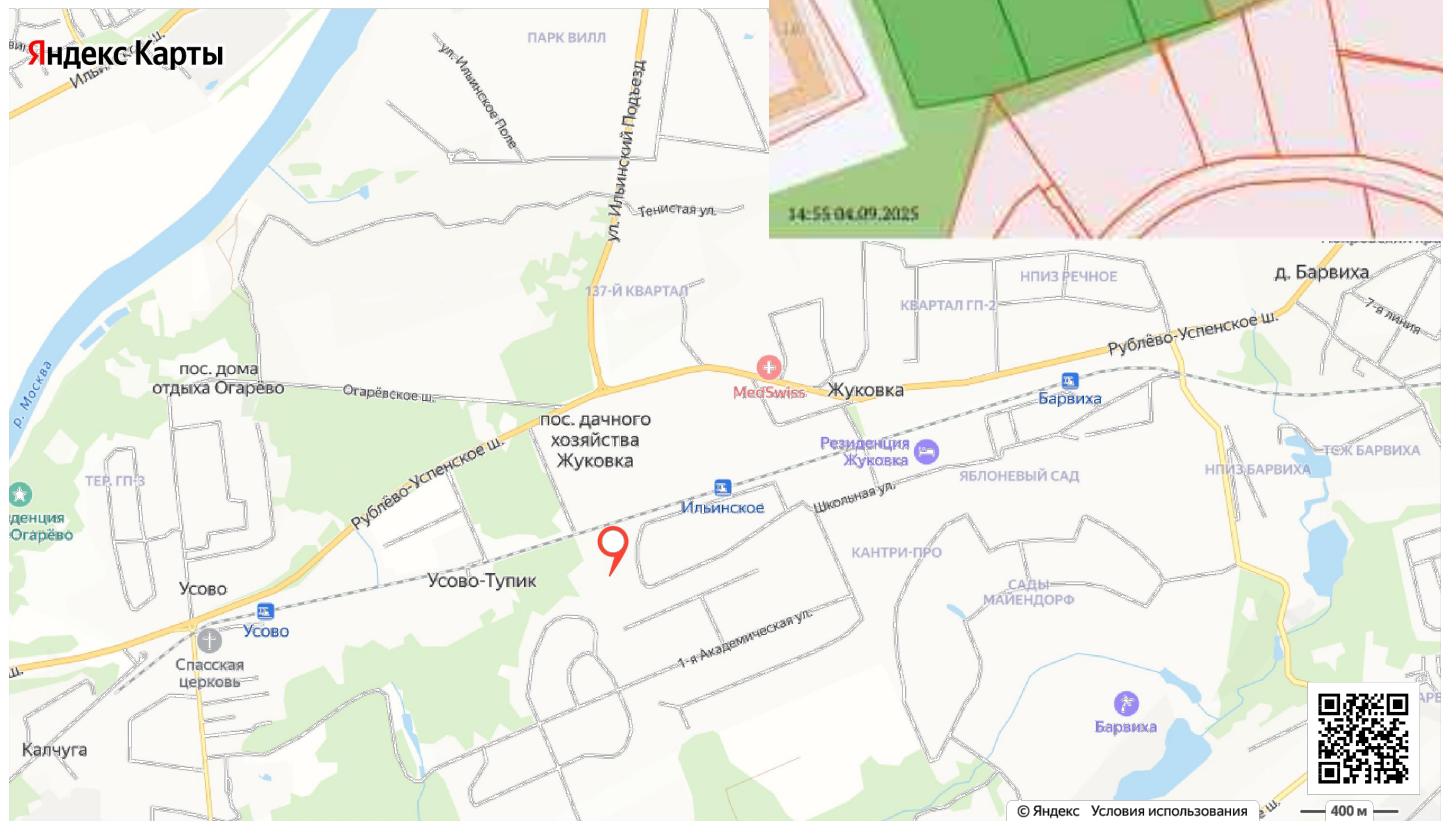 Яндекс Карты
ПАРК ВИЛЛ
ул. Ильинское Поле
ул. Ильинский Подъезд
Тенистая ул.
14:55 04.09.2025
137-Й КВАРТАЛ
НПИЗ РЕЧНОЕ
КВАРТАЛ ГП-2
д. Барвиха
7-я линия
Рублёво-Успенское ш.
р. Москва
пос. дома
отдыха Огарёво
Огарёвское ш.
MedSwiss
Жуковка
Барвиха
пос. дачного
хозяйства
Жуковка
Резиденция
Жуковка
ТЕР. ГП-3
Рублёво-Успенское ш.
ЯБЛОНЕВЫЙ САД
НПИЗ БАРВИХА
ТСЖ БАРВИХА
Ильинское
Школьная ул.
денция
Огарёво
КАНТРИ-ПРО
Усово-Тупик
Усово
САДЫ
МАЙЕНДОРФ
Усово
1-я Академическая ул.
Спасская
церковь
ш.
Барвиха
Калчуга
© Яндекс Условия использования
ш.
400 м